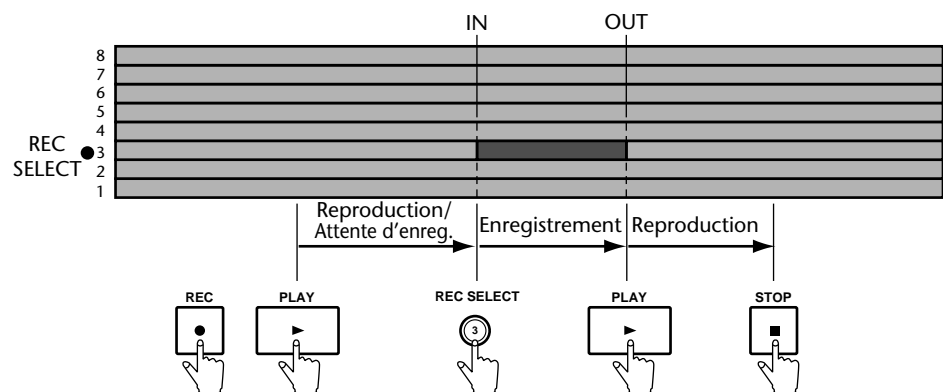 IN OUT
8
7
6
5
4
REC
SELECT
3
2
1
Reproduction/
Attente d'enreg.
Enregistrement
Reproduction
REC
PLAY
REC SELECT
PLAY
STOP
3